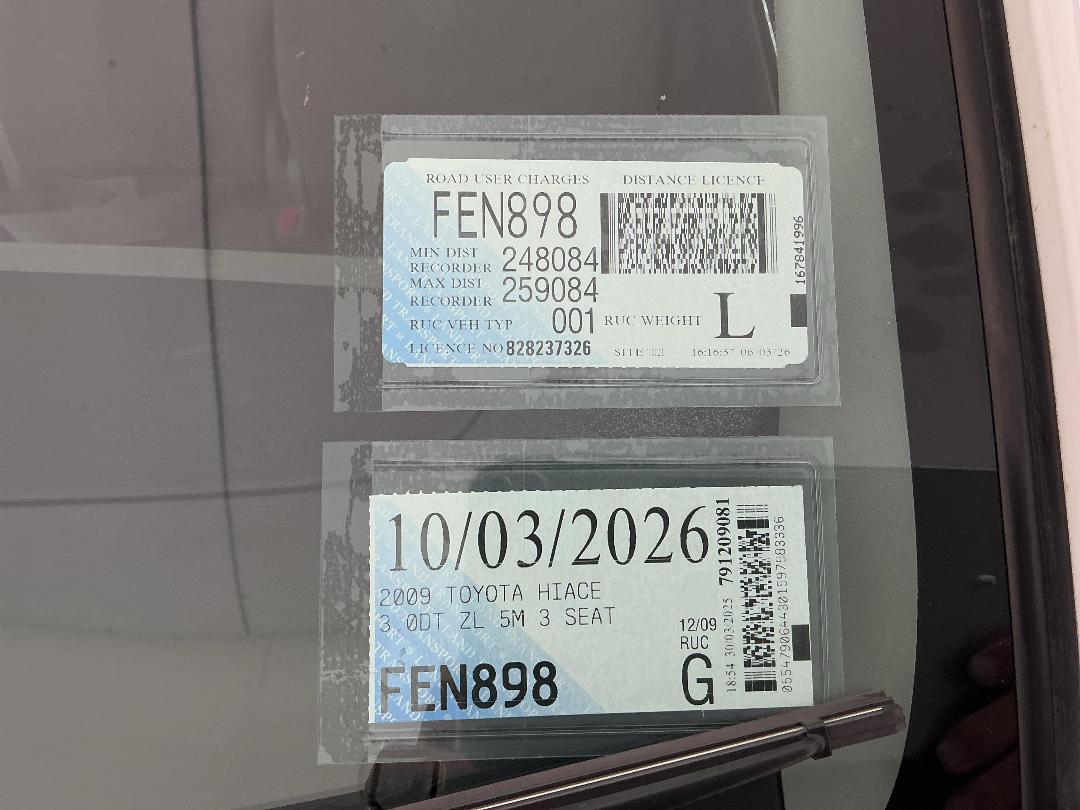 ROAD USER CHARGES DISTANCE LICENCE
FEN898
MIN DIST
RECORDER 248084
MAX DIST
RECORDER 259084
RUC VEH TYP 001 RUC WEIGHT L
LICENCE NO 828237326
SITE 16:16:57 06/03/26
167841996
10/03/2026
2009 TOYOTA HIACE
3.0DT ZL 5M 3 SEAT
12/09
RUC
G
FEN898
18:54 30/03/2025 791209081